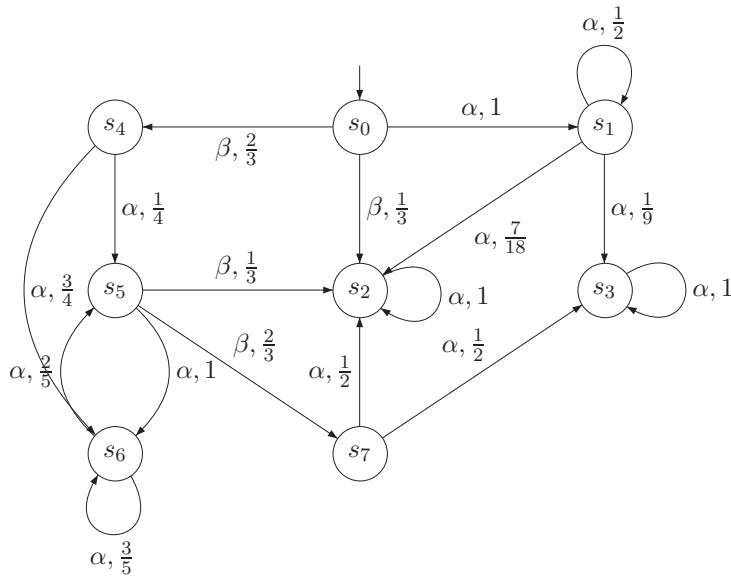 α, 1/2
s₄
s₀
α, 1
s₁
β, 2/3
α, 1/4
β, 1/3
α, 7/18
α, 1/9
α, 3/4
s₅
β, 1/3
s₂
α, 1
s₃
α, 1
α, 2/5
α, 1
β, 2/3
α, 1/2
α, 1/2
s₆
s₇
α, 3/5